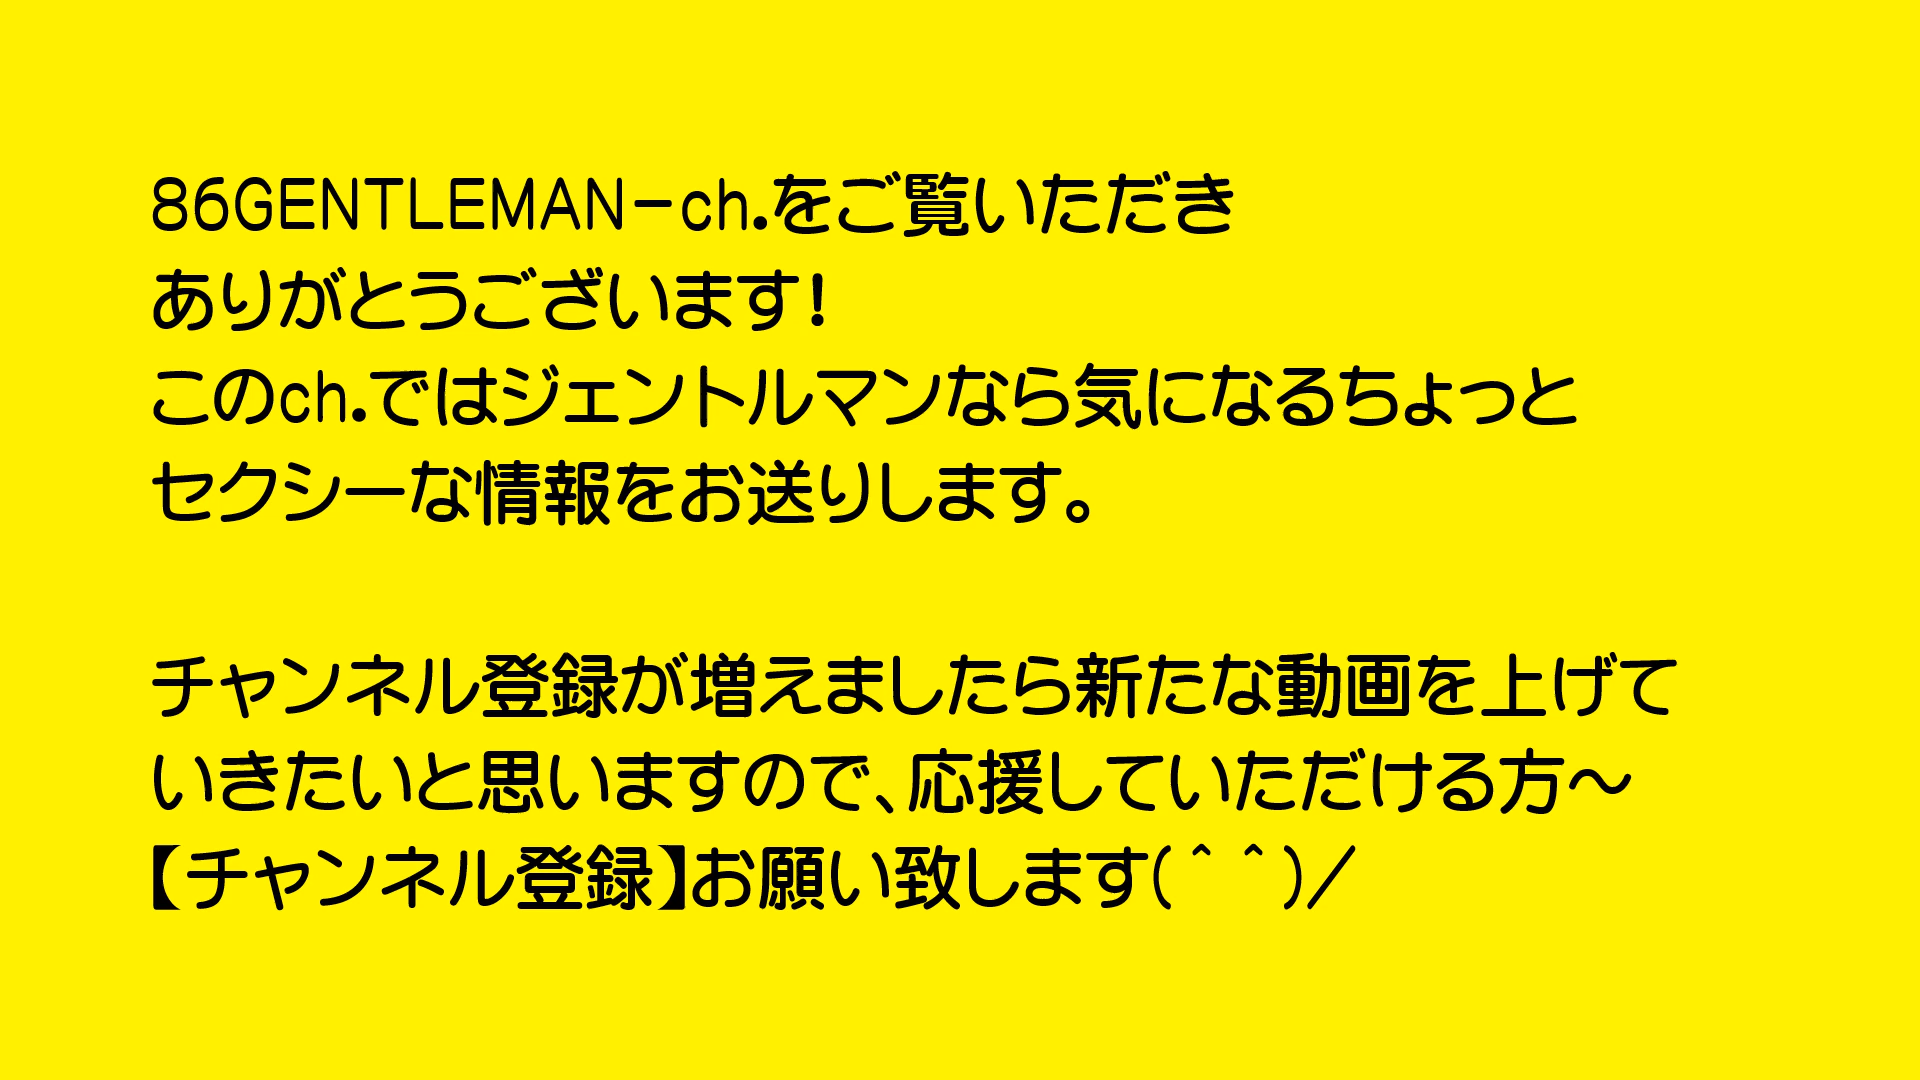 86GENTLEMAN-ch.をご覧いただき
ありがとうございます!
このch.ではジェントルマンなら気になるちょっと
セクシーな情報をお送りします。
チャンネル登録が増えましたら新たな動画を上げて
いきたいと思いますので、応援していただける方～
【チャンネル登録】お願い致します(＾＾)/